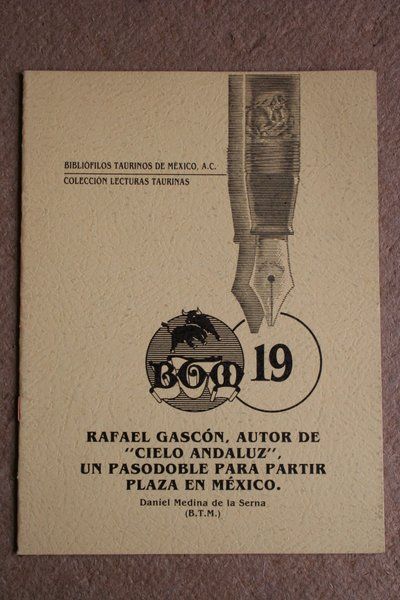 BIBLIÓFILOS TAURINOS DE MÉXICO, A.C.
COLECCIÓN LECTURAS TAURINAS
BTM
19
RAFAEL GASCÓN, AUTOR DE
"CIELO ANDALUZ",
UN PASODOBLE PARA PARTIR
PLAZA EN MÉXICO.
Daniel Medina de la Serna
(B.T.M.)